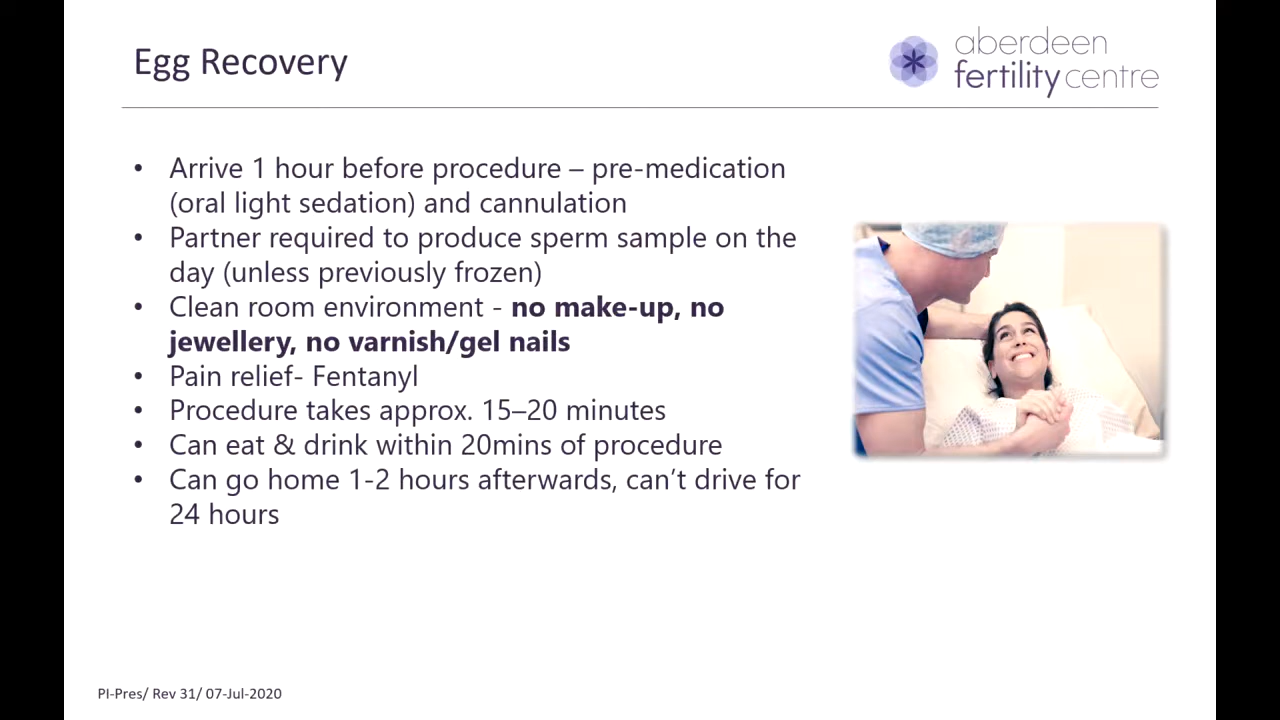 Egg Recovery
aberdeen
fertility centre
• Arrive 1 hour before procedure – pre-medication
(oral light sedation) and cannulation
• Partner required to produce sperm sample on the
day (unless previously frozen)
• Clean room environment - no make-up, no
jewellery, no varnish/gel nails
• Pain relief- Fentanyl
• Procedure takes approx. 15–20 minutes
• Can eat & drink within 20mins of procedure
• Can go home 1-2 hours afterwards, can’t drive for
24 hours
PI-Pres/ Rev 31/ 07-Jul-2020